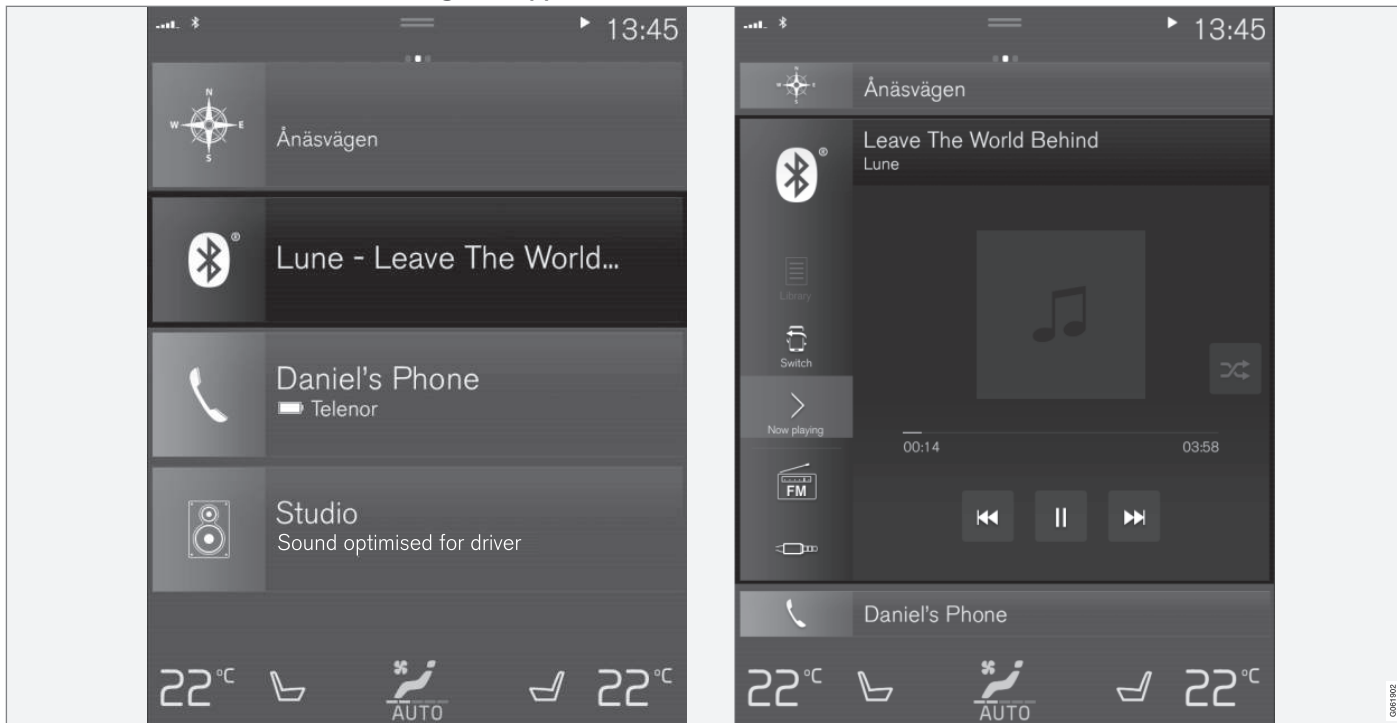 13:45
N
W E
S
Ånäsvägen
Lune - Leave The World...
Daniel's Phone
Telenor
Studio
Sound optimised for driver
22°C
AUTO
22°C
13:45
Ånäsvägen
Leave The World Behind
Lune
Library
Switch
Now playing
00:14
03:58
FM
Daniel's Phone
22°C
AUTO
22°C
G061902